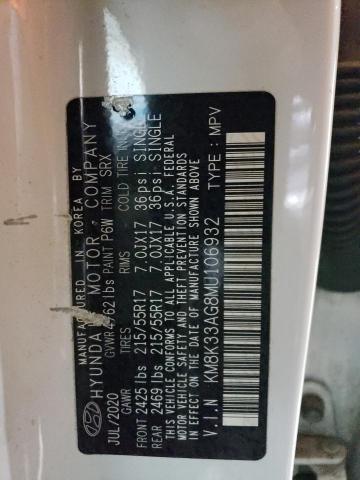 MANUFACTURED IN KOREA BY
HYUNDAI MOTOR COMPANY
JUL/2020 GVWR 4762lbs PAINT P6W TRIM SRX
GAWR TIRES RIMS COLD TIRE
FRONT 2425 lbs 215/55R17 7.0JX17 36psi SINGLE
REAR 2469 lbs 215/55R17 7.0JX17 36psi SINGLE
THIS VEHICLE CONFORMS TO ALL APPLICABLE U.S.A. FEDERAL
MOTOR VEHICLE SAFETY AND THEFT PREVENTION STANDARDS
IN EFFECT ON THE DATE OF MANUFACTURE SHOWN ABOVE
V.I.N KM8K33AG8MU106932 TYPE : MPV